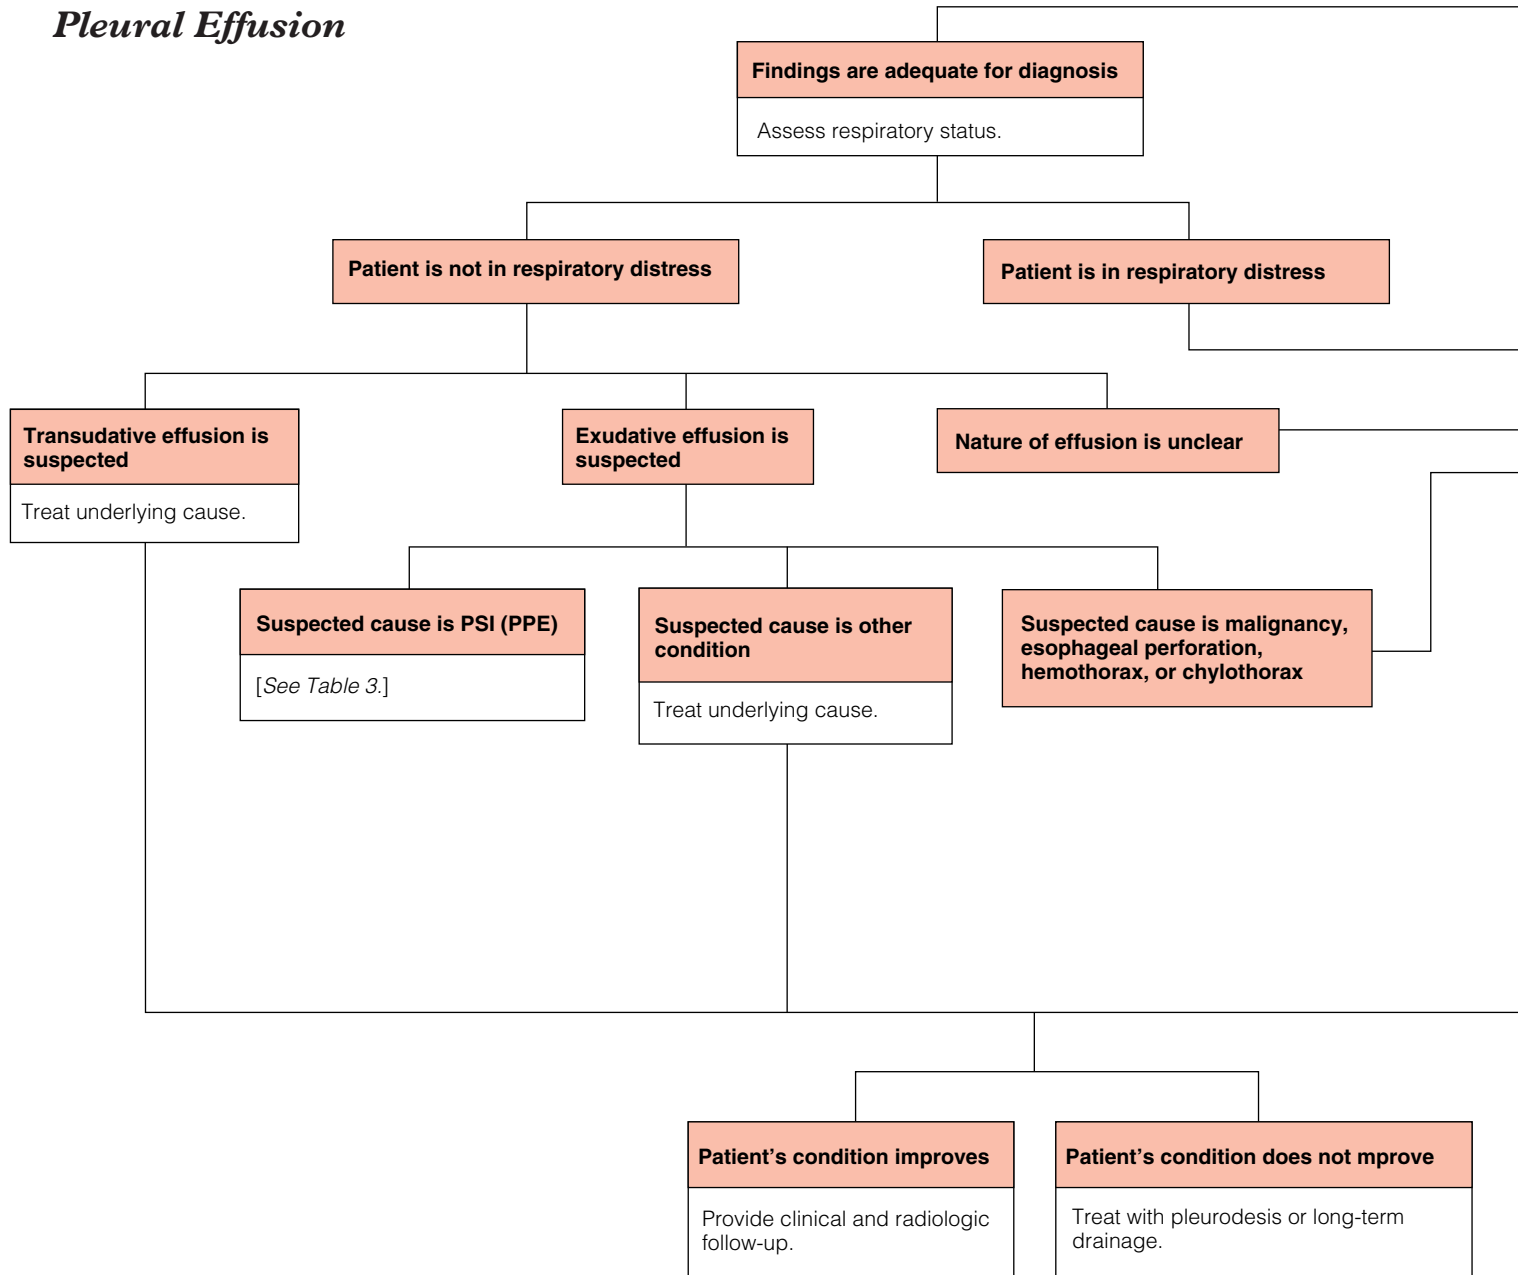 Pleural Effusion
Findings are adequate for diagnosis
Assess respiratory status.
Patient is not in respiratory distress
Patient is in respiratory distress
Transudative effusion is
suspected
Treat underlying cause.
Exudative effusion is
suspected
Nature of effusion is unclear
Suspected cause is PSI (PPE)
[See Table 3.]
Suspected cause is other
condition
Treat underlying cause.
Suspected cause is malignancy,
esophageal perforation,
hemothorax, or chylothorax
Patient’s condition improves
Provide clinical and radiologic
follow-up.
Patient’s condition does not mprove
Treat with pleurodesis or long-term
drainage.